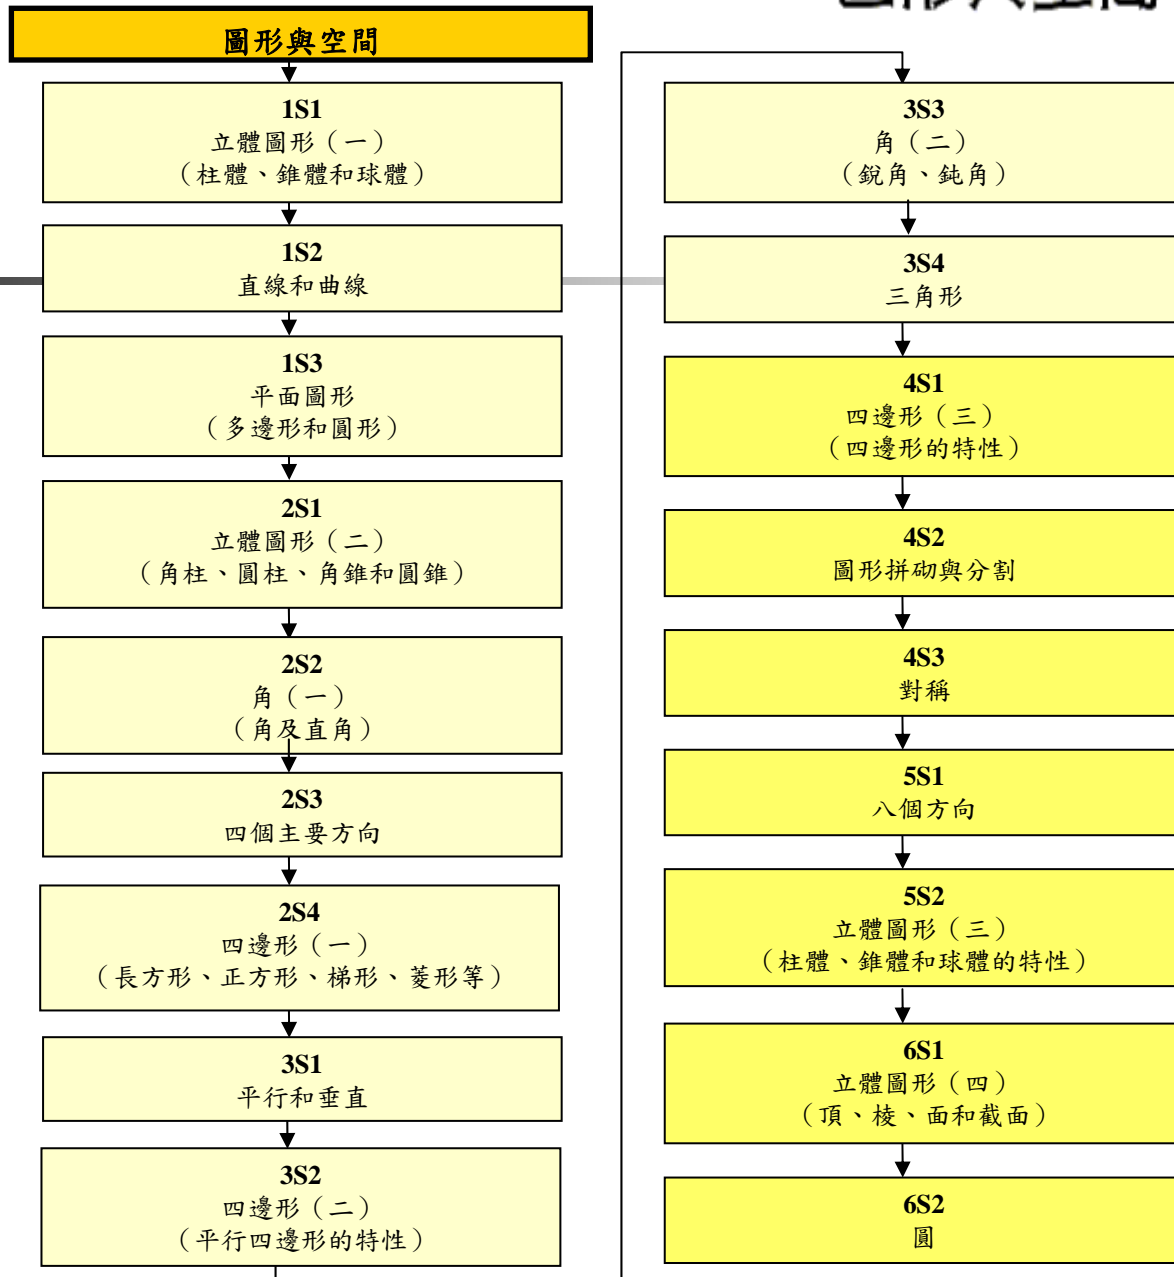 圖形與空間
1S1
立體圖形（一）
（柱體、錐體和球體）
1S2
直線和曲線
1S3
平面圖形
（多邊形和圓形）
2S1
立體圖形（二）
（角柱、圓柱、角錐和圓錐）
2S2
角（一）
（角及直角）
2S3
四個主要方向
2S4
四邊形（一）
（長方形、正方形、梯形、菱形等）
3S1
平行和垂直
3S2
四邊形（二）
（平行四邊形的特性）
3S3
角（二）
（銳角、鈍角）
3S4
三角形
4S1
四邊形（三）
（四邊形的特性）
4S2
圖形拼砌與分割
4S3
對稱
5S1
八個方向
5S2
立體圖形（三）
（柱體、錐體和球體的特性）
6S1
立體圖形（四）
（頂、棱、面和截面）
6S2
圓